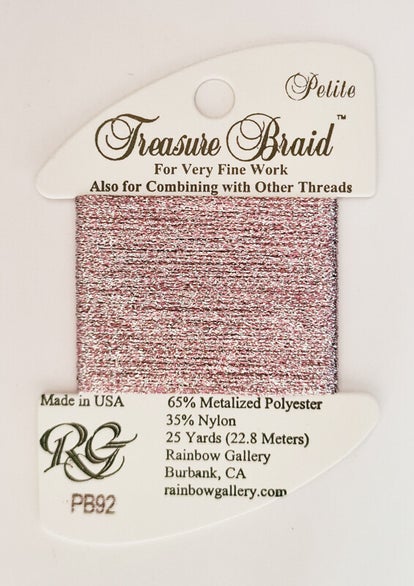 Petite
Treasure Braid™
For Very Fine Work
Also for Combining with Other Threads
Made in USA
65% Metalized Polyester
35% Nylon
25 Yards (22.8 Meters)
Rainbow Gallery
Burbank, CA
rainbowgallery.com
RG
PB92